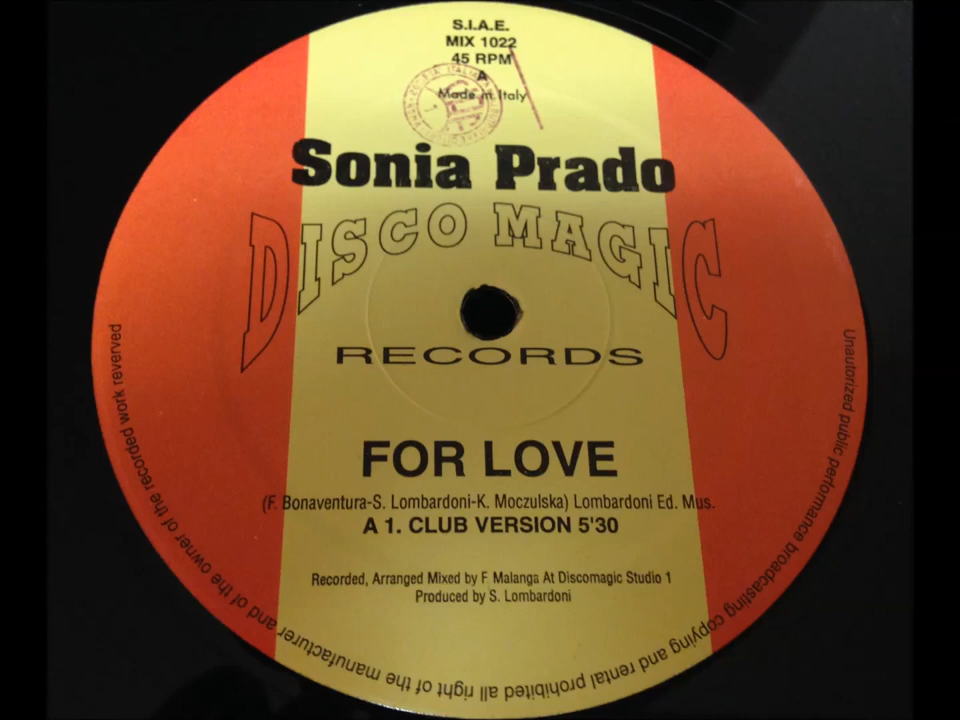 S.I.A.E.
MIX 1022
45 RPM
A
Made in Italy
Sonia Prado
DISCO MAGIC
RECORDS
FOR LOVE
(F. Bonaventura-S. Lombardoni-K. Moczulska) Lombardoni Ed. Mus.
A 1. CLUB VERSION 5'30
Recorded, Arranged Mixed by F. Malanga At Discomagic Studio 1
Produced by S. Lombardoni
Unautorized public performance broadcasting copying and rental prohibited all right of the manufacturer and of the owner of the recorded work reverved